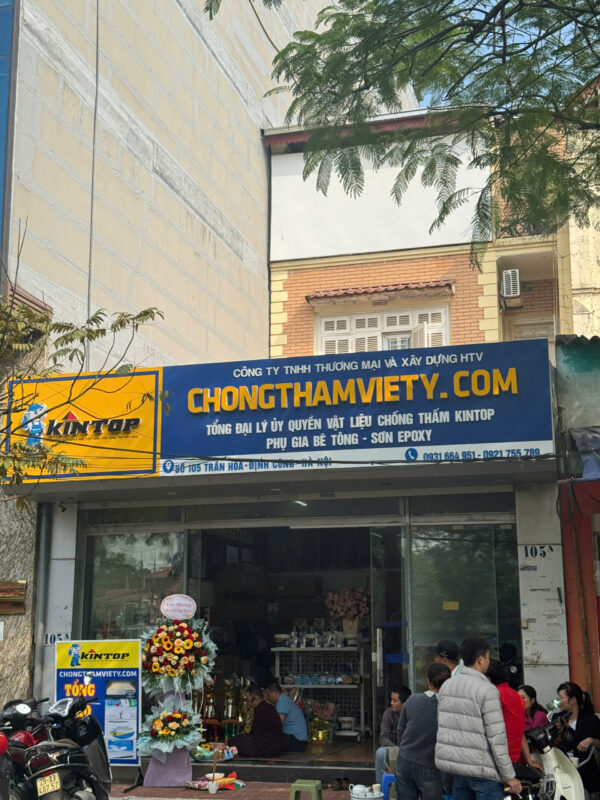 CÔNG TY TNHH THƯƠNG MẠI VÀ XÂY DỰNG HTV
CHONGTHAMVIETY.COM
KINTOP
TỔNG ĐẠI LÝ ỦY QUYỀN VẬT LIỆU CHỐNG THẤM KINTOP
PHỤ GIA BÊ TÔNG - SƠN EPOXY
SỐ 105 TRẦN HOÀ - ĐỊNH CÔNG - HÀ NỘI
0931 664 951 - 0921 755 789
105A
105A
KINTOP
CHONGTHAMVIETY.COM
TỔNG